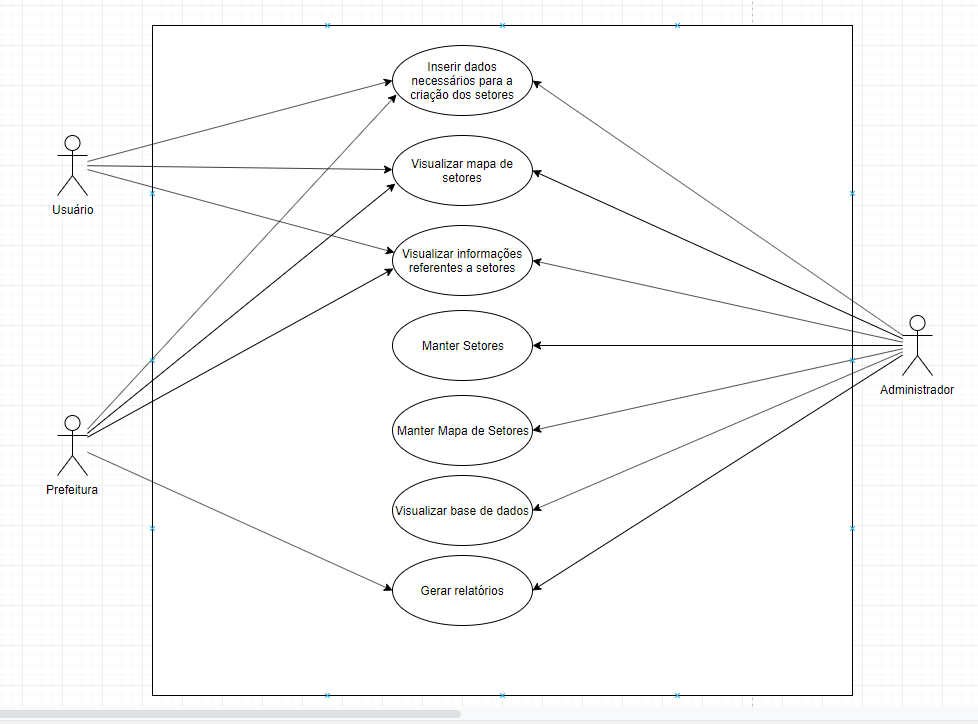 Inserir dados
necessários para a
criação dos setores
Visualizar mapa de
setores
Usuário
Visualizar informações
referentes a setores
Manter Setores
Administrador
Manter Mapa de Setores
Prefeitura
Visualizar base de dados
Gerar relatórios